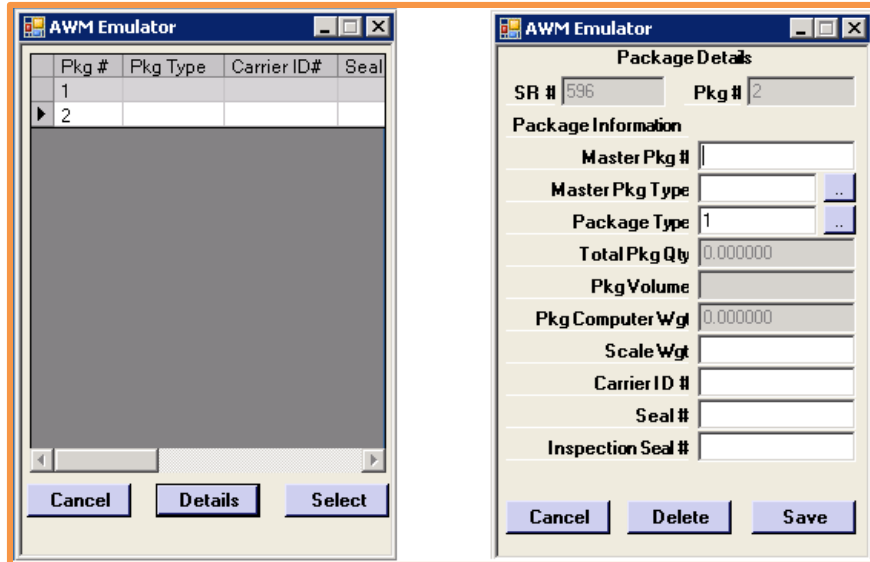 AWM Emulator
Pkg # Pkg Type Carrier ID# Seal
1
2
Cancel Details Select
AWM Emulator
Package Details
SR # 596 Pkg # 2
Package Information
Master Pkg #
Master Pkg Type ..
Package Type 1 ..
Total Pkg Qty 0.000000
Pkg Volume
Pkg Computer Wgt 0.000000
Scale Wgt
Carrier ID #
Seal #
Inspection Seal #
Cancel Delete Save